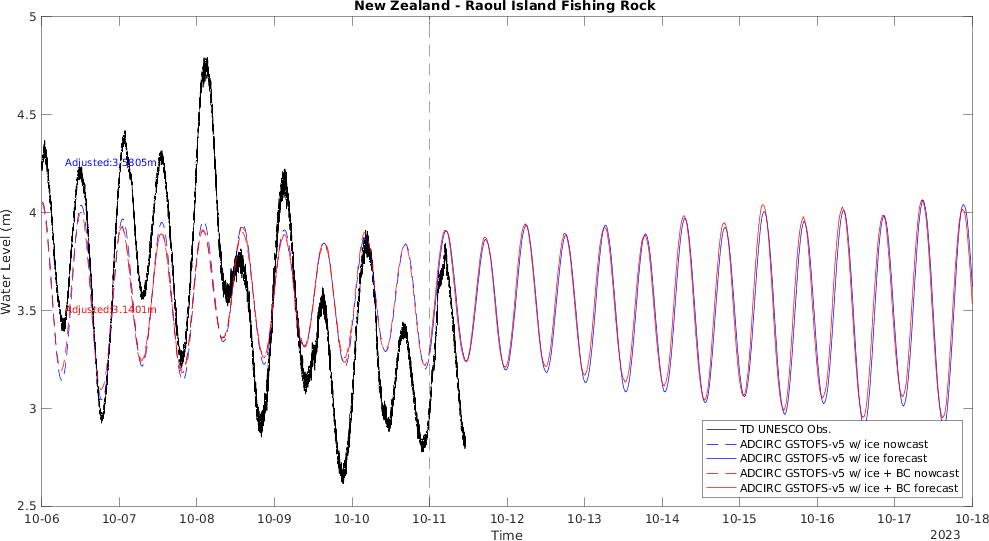 New Zealand - Raoul Island Fishing Rock
5
4.5
4
3.5
3
2.5
Water Level (m)
Adjusted:3.5805m
Adjusted:3.1401m
TD UNESCO Obs.
ADCIRC GSTOFS-v5 w/ ice nowcast
ADCIRC GSTOFS-v5 w/ ice forecast
ADCIRC GSTOFS-v5 w/ ice + BC nowcast
ADCIRC GSTOFS-v5 w/ ice + BC forecast
10-06 10-07 10-08 10-09 10-10 10-11 10-12 10-13 10-14 10-15 10-16 10-17 10-18
Time
2023